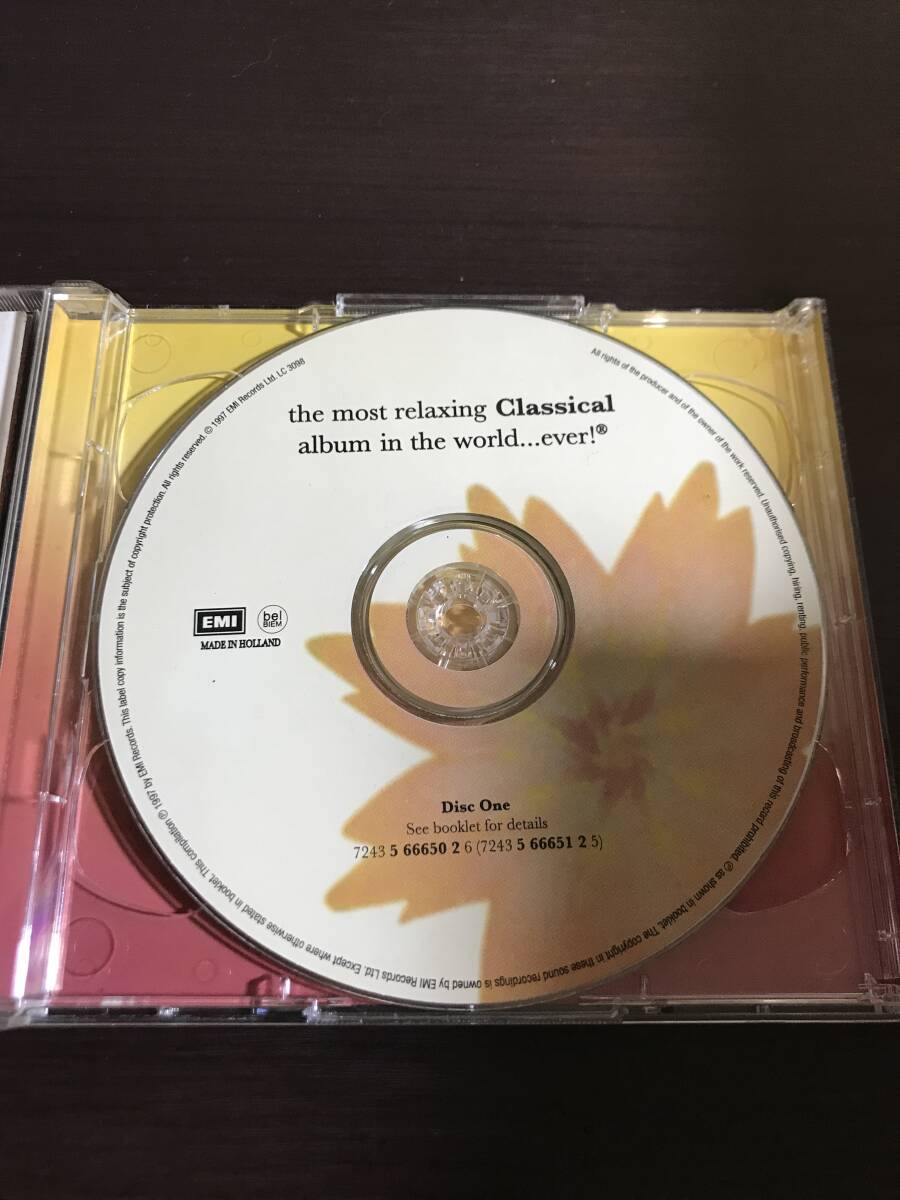 the most relaxing Classical
album in the world...ever!®
EMI
bel
BIEM
MADE IN HOLLAND
Disc One
See booklet for details
7243 5 66650 2 6 (7243 5 66651 2 5)
This compilation ℗ 1997 by EMI Records. This label copy information is the subject of copyright protection. All rights reserved. © 1997 EMI Records Ltd. LC 3098
All rights of the producer and of the owner of the work reserved. Unauthorised copying, hiring, renting, public performance and broadcasting of this record prohibited. ℗ as shown in booklet. The copyright in these sound recordings is owned by EMI Records Ltd. Except where otherwise stated in booklet.